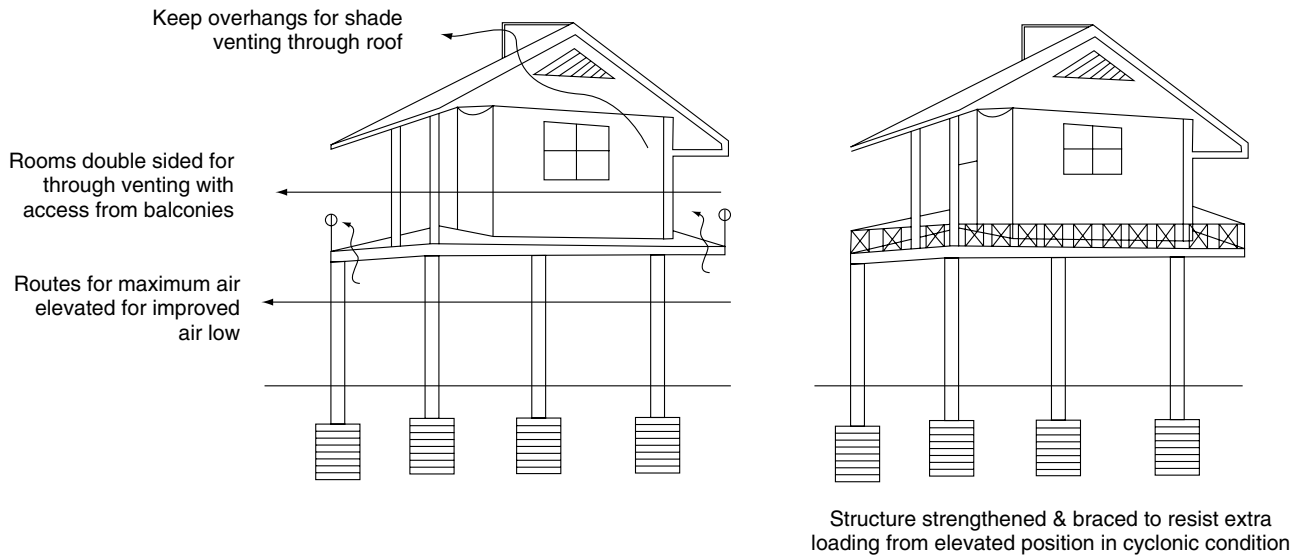 Keep overhangs for shade
venting through roof
Rooms double sided for
through venting with
access from balconies
Routes for maximum air
elevated for improved
air low
Structure strengthened & braced to resist extra
loading from elevated position in cyclonic condition